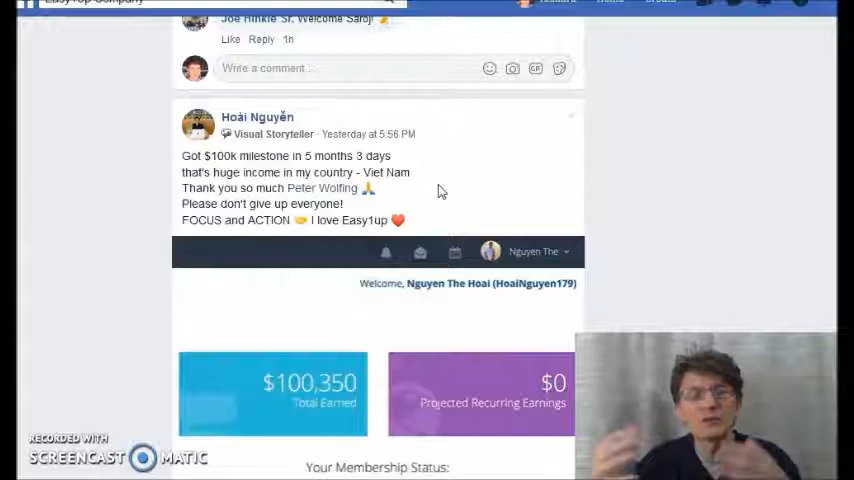 Joe Hinkle Sr. Welcome Saroj!
Like Reply 1h
Write a comment...
GIF
Hoài Nguyễn
Visual Storyteller · Yesterday at 5:56 PM
Got $100k milestone in 5 months 3 days
that's huge income in my country - Viet Nam
Thank you so much Peter Wolfing 🙏
Please don't give up everyone!
FOCUS and ACTION 🤝 I love Easy1up ❤️
Nguyen The
Welcome, Nguyen The Hoai (HoaiNguyen179)
$100,350
Total Earned
$0
Projected Recurring Earnings
RECORDED WITH
SCREENCAST MATIC
Your Membership Status: